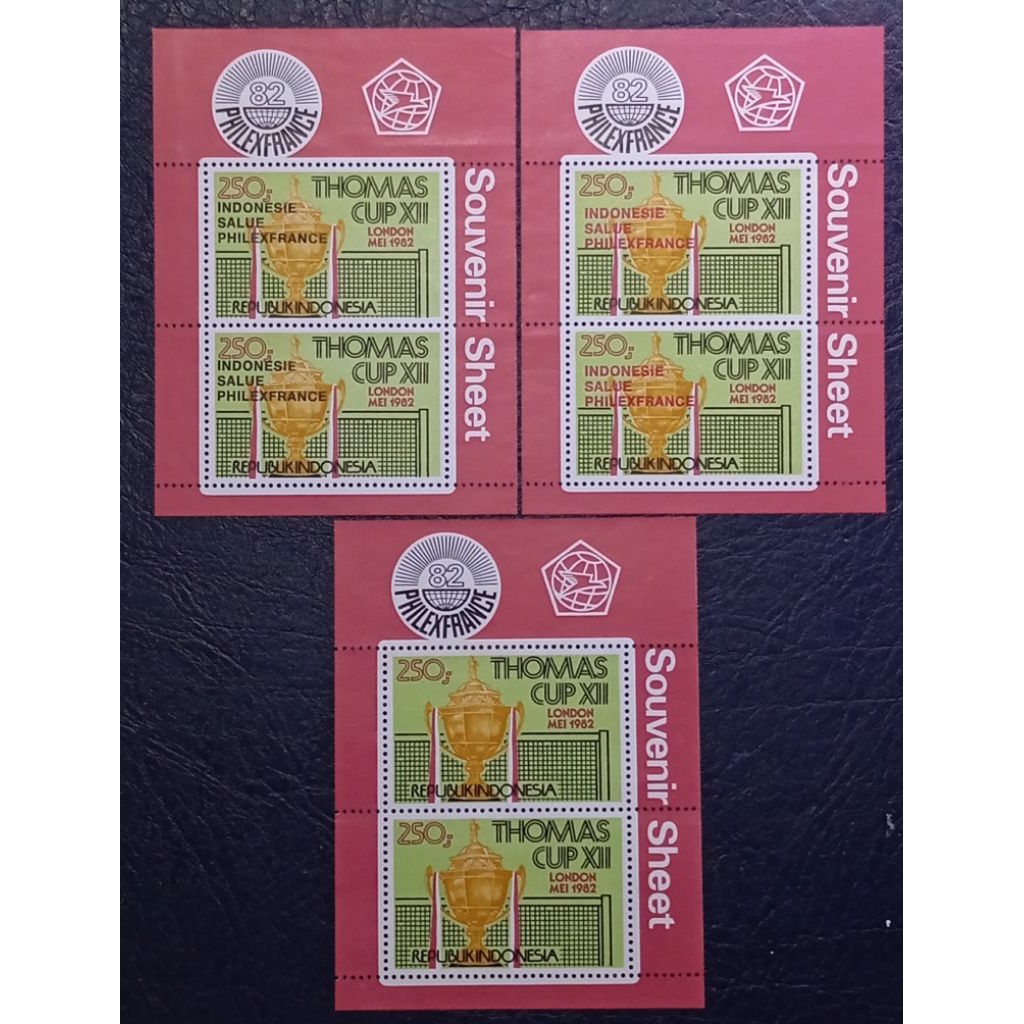 82
PHILEXFRANCE
250,-
THOMAS
CUP XII
INDONESIE
SALUE
PHILEXFRANCE
LONDON
MEI 1982
REPUBLIK INDONESIA
250,-
THOMAS
CUP XII
INDONESIE
SALUE
PHILEXFRANCE
LONDON
MEI 1982
REPUBLIK INDONESIA
Souvenir Sheet
82
PHILEXFRANCE
250,-
THOMAS
CUP XII
INDONESIE
SALUE
PHILEXFRANCE
LONDON
MEI 1982
REPUBLIK INDONESIA
250,-
THOMAS
CUP XII
INDONESIE
SALUE
PHILEXFRANCE
LONDON
MEI 1982
REPUBLIK INDONESIA
Souvenir Sheet
82
PHILEXFRANCE
250,-
THOMAS
CUP XII
LONDON
MEI 1982
REPUBLIK INDONESIA
250,-
THOMAS
CUP XII
LONDON
MEI 1982
REPUBLIK INDONESIA
Souvenir Sheet